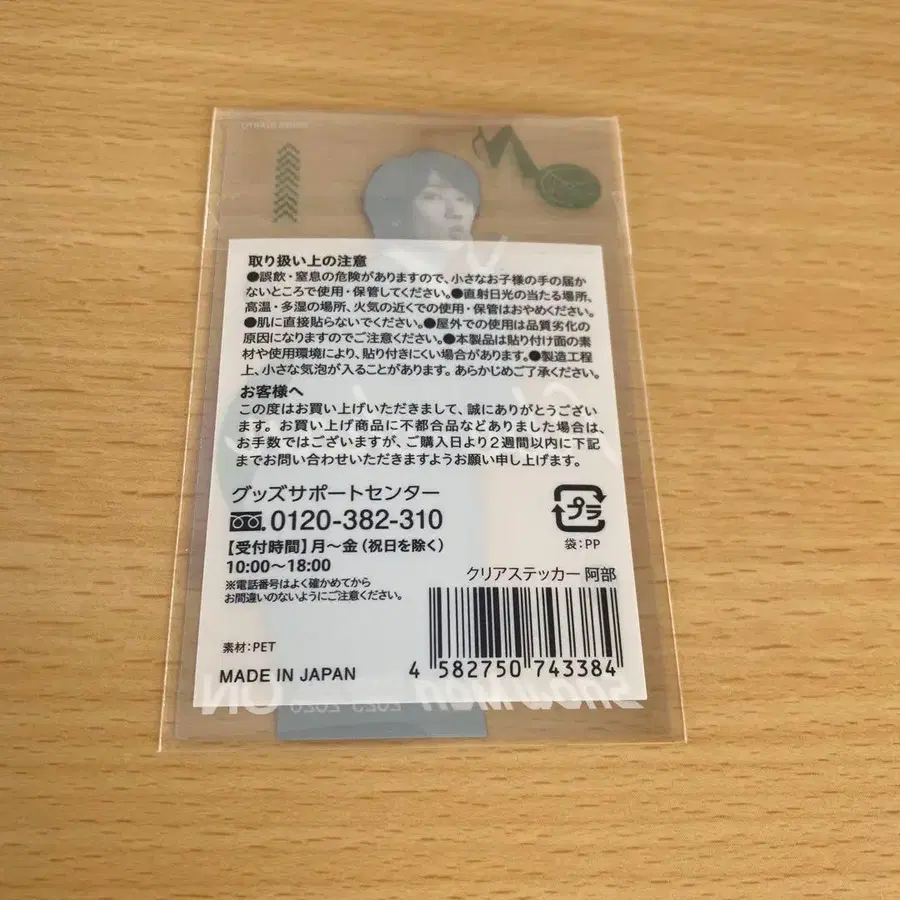 取り扱い上の注意
●誤飲・窒息の危険がありますので、小さなお子様の手の届か
ないところで使用・保管してください。●直射日光の当たる場所、
高温・多湿の場所、火気の近くでの使用・保管はおやめください。
●肌に直接貼らないでください。●屋外での使用は品質劣化の
原因になりますのでご注意ください。●本製品は貼り付け面の素
材や使用環境により、貼り付きにくい場合があります。●製造工程
上、小さな気泡が入ることがあります。あらかじめご了承ください。
お客様へ
この度はお買い上げいただきまして、誠にありがとうござい
ます。お買い上げ商品に不都合品などありました場合は、
お手数ではございますが、ご購入日より2週間以内に下記
までお問い合わせいただきますようお願い申し上げます。
グッズサポートセンター
0120-382-310
【受付時間】月～金（祝日を除く）
10:00～18:00
※電話番号はよく確かめてから
お間違いのないようにご注意ください。
プラ
袋：PP
クリアステッカー 阿部
素材：PET
MADE IN JAPAN
4 582750 743384
Snow Man
2025-2026
ON